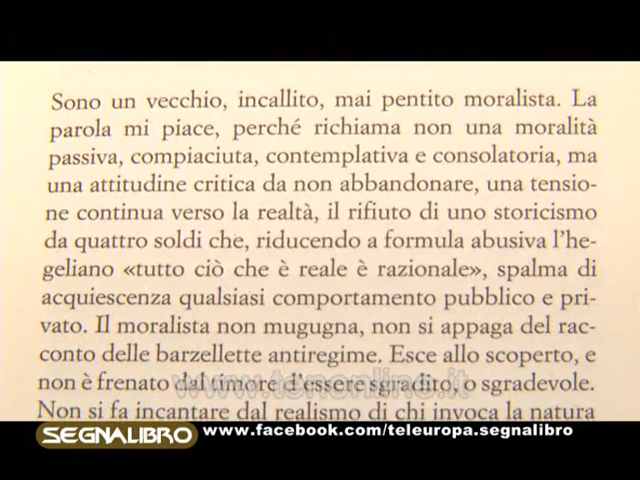 Sono un vecchio, incallito, mai pentito moralista. La
parola mi piace, perché richiama non una moralità
passiva, compiaciuta, contemplativa e consolatoria, ma
una attitudine critica da non abbandonare, una tensio-
ne continua verso la realtà, il rifiuto di uno storicismo
da quattro soldi che, riducendo a formula abusiva l'he-
geliano «tutto ciò che è reale è razionale», spalma di
acquiescenza qualsiasi comportamento pubblico e pri-
vato. Il moralista non mugugna, non si appaga del rac-
conto delle barzellette antiregime. Esce allo scoperto, e
non è frenato dal timore d'essere sgradito, o sgradevole.
www.tenonline.it
Non si fa incantare dal realismo di chi invoca la natura
SEGNALIBRO www.facebook.com/teleuropa.segnalibro